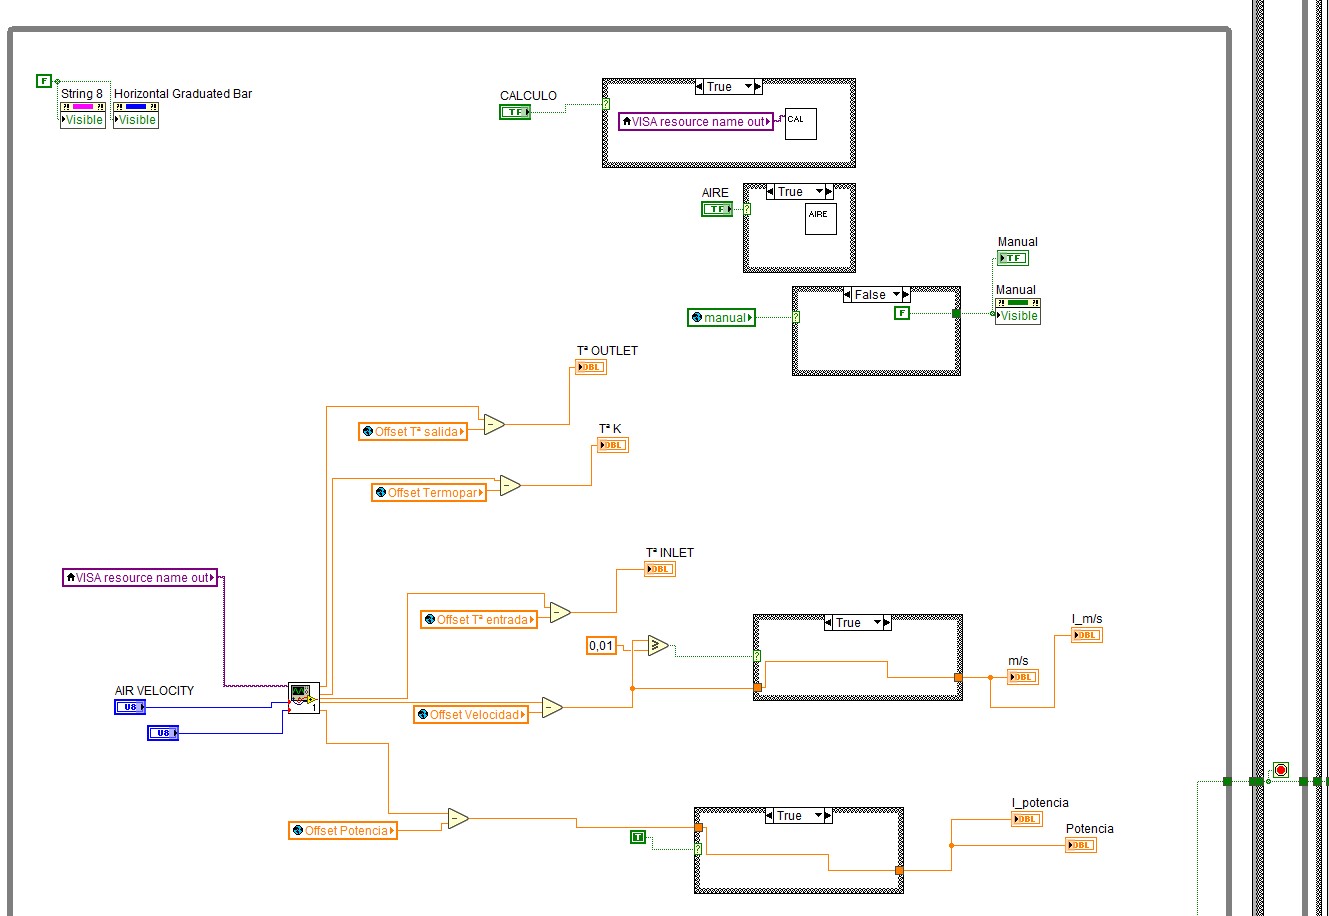 F
String 8
Horizontal Graduated Bar
Visible
Visible
CALCULO
TF
True
?
VISA resource name out
CAL
AIRE
TF
True
?
AIRE
Manual
TF
manual
?
False
F
Manual
Visible
Tª OUTLET
DBL
Offset Tª salida
-
Tª K
DBL
Offset Termopar
-
Tª INLET
DBL
VISA resource name out
Offset Tª entrada
-
0,01
≥
True
?
I_m/s
DBL
m/s
DBL
AIR VELOCITY
U8
1
Offset Velocidad
-
U8
I_potencia
DBL
Offset Potencia
-
True
T
?
Potencia
DBL